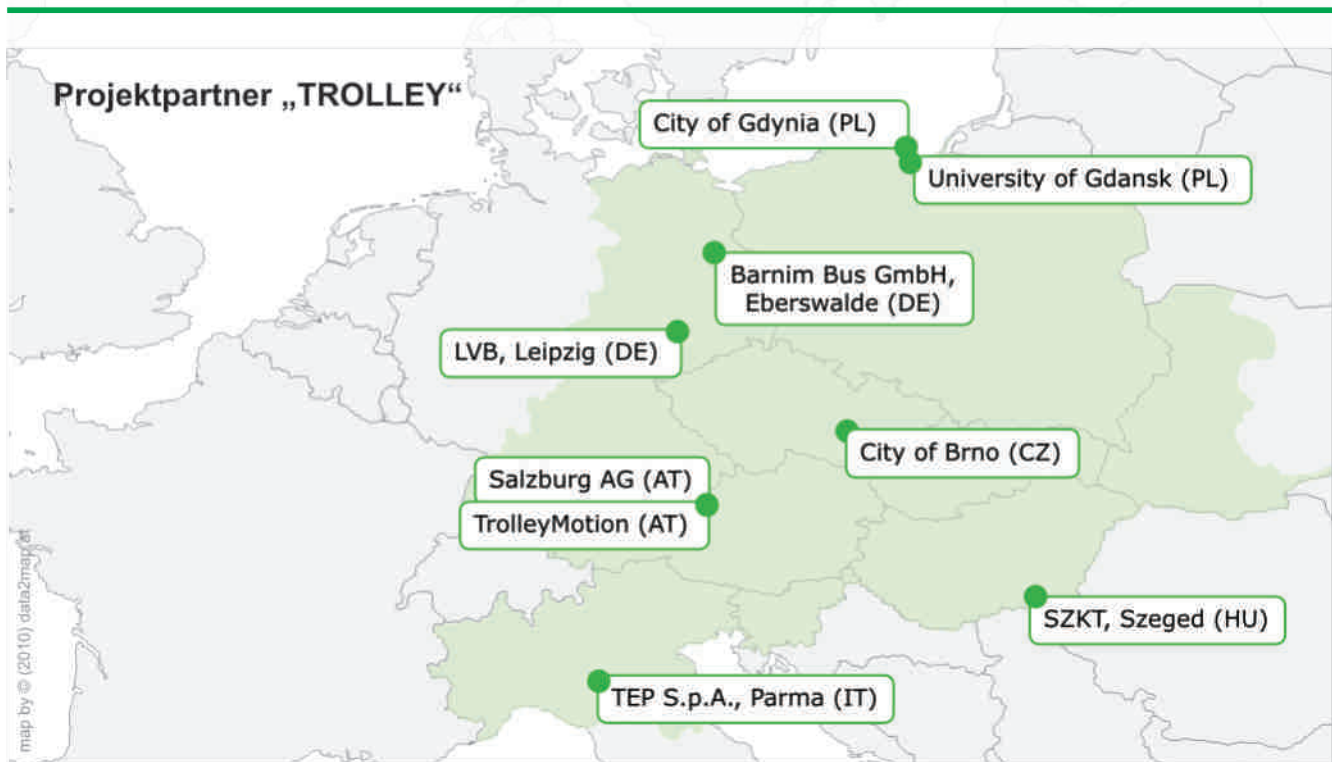 Projektpartner „TROLLEY“
City of Gdynia (PL)
University of Gdansk (PL)
Barnim Bus GmbH,
Eberswalde (DE)
LVB, Leipzig (DE)
City of Brno (CZ)
Salzburg AG (AT)
TrolleyMotion (AT)
SZKT, Szeged (HU)
TEP S.p.A., Parma (IT)
map by © (2010) data2map.at